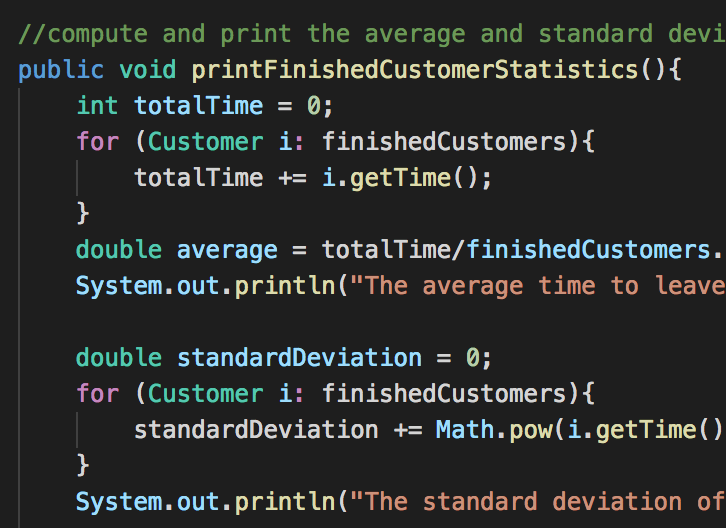 //compute and print the average and standard devi
public void printFinishedCustomerStatistics(){
int totalTime = 0;
for (Customer i: finishedCustomers){
totalTime += i.getTime();
}
double average = totalTime/finishedCustomers.
System.out.println("The average time to leave
double standardDeviation = 0;
for (Customer i: finishedCustomers){
standardDeviation += Math.pow(i.getTime()
}
System.out.println("The standard deviation of